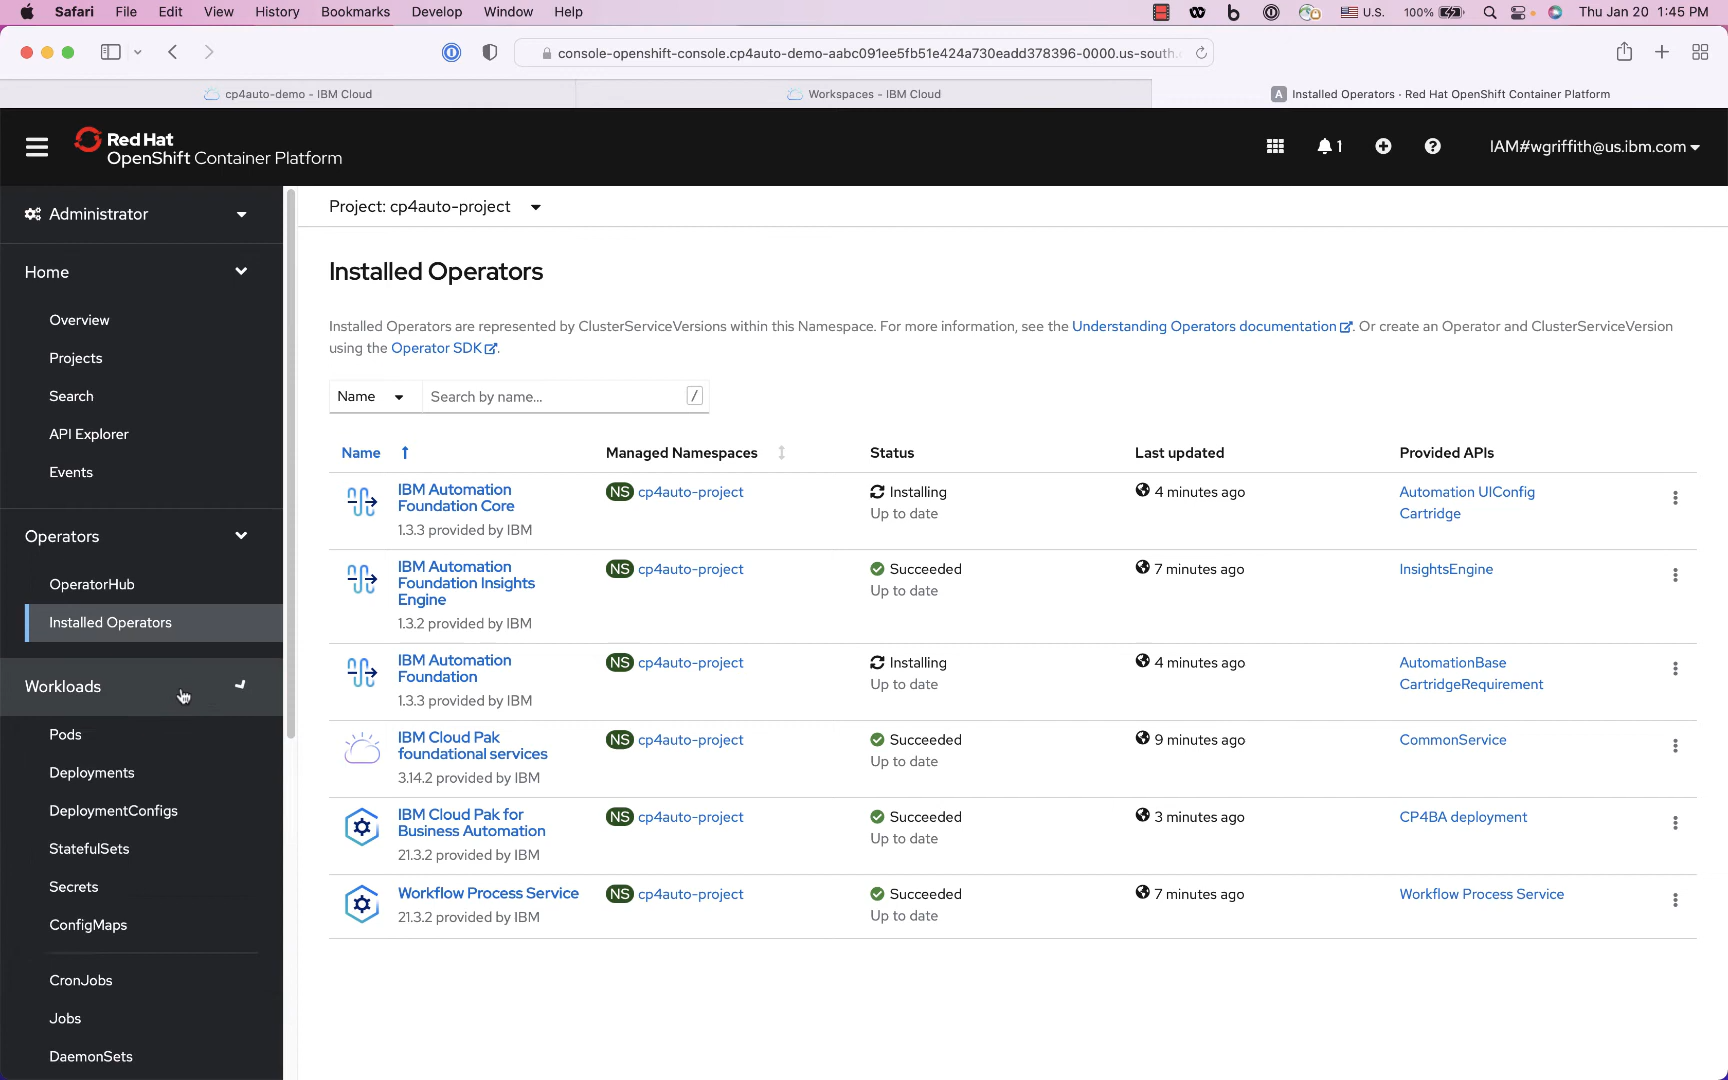 Safari File Edit View History Bookmarks Develop Window Help U.S. 100% Thu Jan 20 1:45 PM
console-openshift-console.cp4auto-demo-aabc091ee5fb51e424a730eadd378396-0000.us-south.
cp4auto-demo - IBM Cloud
Workspaces - IBM Cloud
A Installed Operators · Red Hat OpenShift Container Platform
Red Hat
OpenShift Container Platform
1
IAM#wgriffith@us.ibm.com
Administrator
Home
Overview
Projects
Search
API Explorer
Events
Operators
OperatorHub
Installed Operators
Workloads
Pods
Deployments
DeploymentConfigs
StatefulSets
Secrets
ConfigMaps
CronJobs
Jobs
DaemonSets
Project: cp4auto-project
Installed Operators
Installed Operators are represented by ClusterServiceVersions within this Namespace. For more information, see the Understanding Operators documentation. Or create an Operator and ClusterServiceVersion
using the Operator SDK.
Name Search by name... /
Name Managed Namespaces Status Last updated Provided APIs
IBM Automation
Foundation Core
1.3.3 provided by IBM
NS cp4auto-project
Installing
Up to date
4 minutes ago
Automation UIConfig
Cartridge
IBM Automation
Foundation Insights
Engine
1.3.2 provided by IBM
NS cp4auto-project
Succeeded
Up to date
7 minutes ago
InsightsEngine
IBM Automation
Foundation
1.3.3 provided by IBM
NS cp4auto-project
Installing
Up to date
4 minutes ago
AutomationBase
CartridgeRequirement
IBM Cloud Pak
foundational services
3.14.2 provided by IBM
NS cp4auto-project
Succeeded
Up to date
9 minutes ago
CommonService
IBM Cloud Pak for
Business Automation
21.3.2 provided by IBM
NS cp4auto-project
Succeeded
Up to date
3 minutes ago
CP4BA deployment
Workflow Process Service
21.3.2 provided by IBM
NS cp4auto-project
Succeeded
Up to date
7 minutes ago
Workflow Process Service